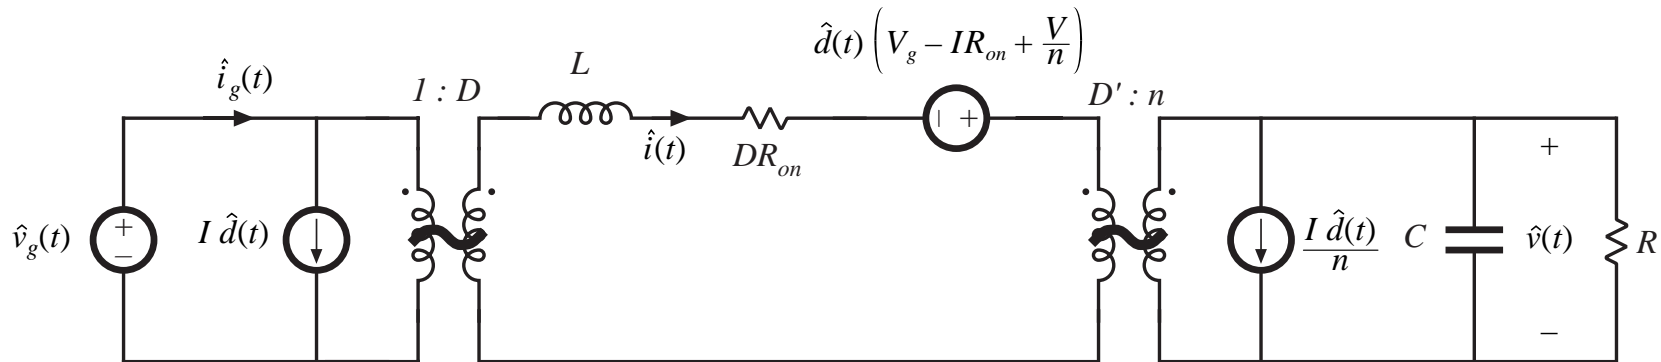 d̂(t) (V_g – IR_on + V/n)
î_g(t)
1 : D
L
D' : n
î(t)
DR_on
+
–
– +
v̂_g(t)
+
–
I d̂(t)
I d̂(t)/n
C
+
v̂(t)
–
R